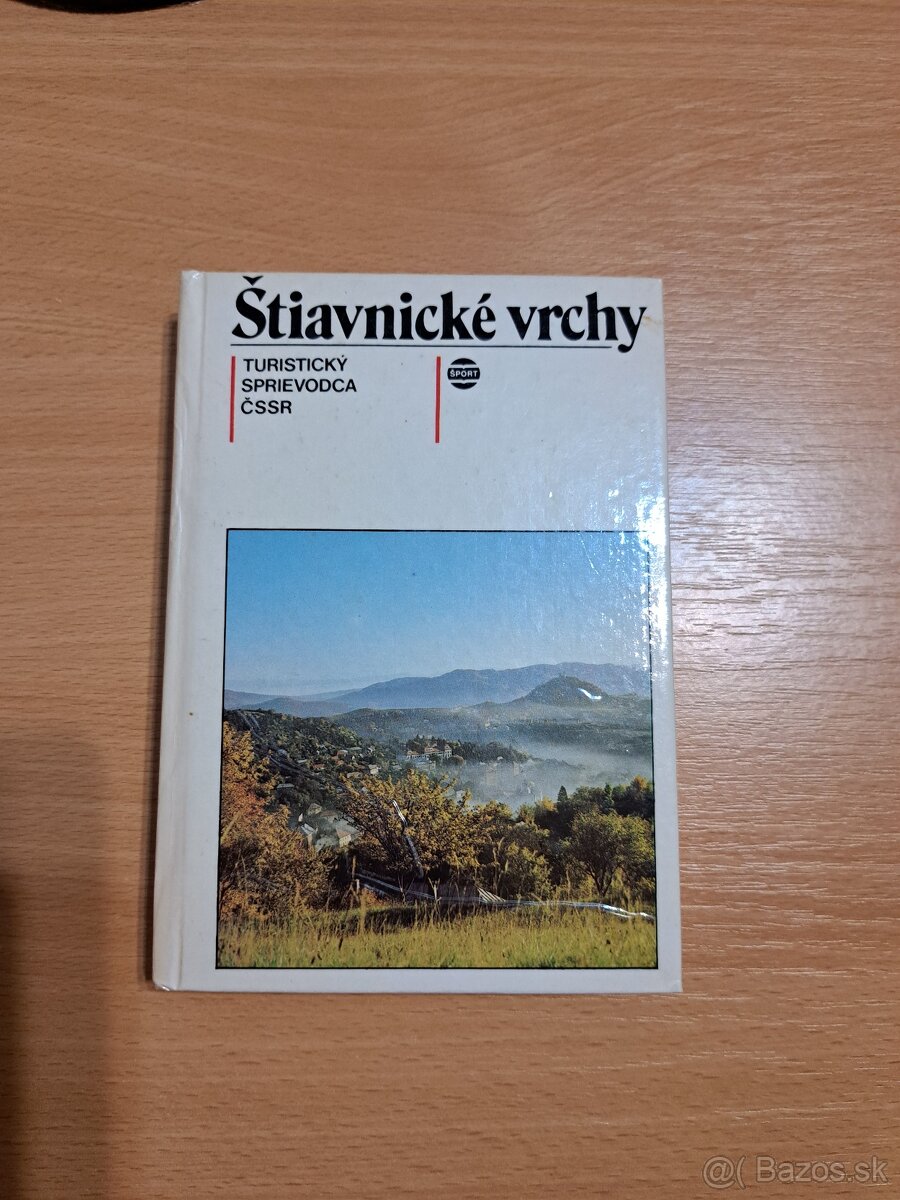 Štiavnické vrchy
TURISTICKÝ
SPRIEVODCA
ČSSR
ŠPORT
@( Bazos.sk